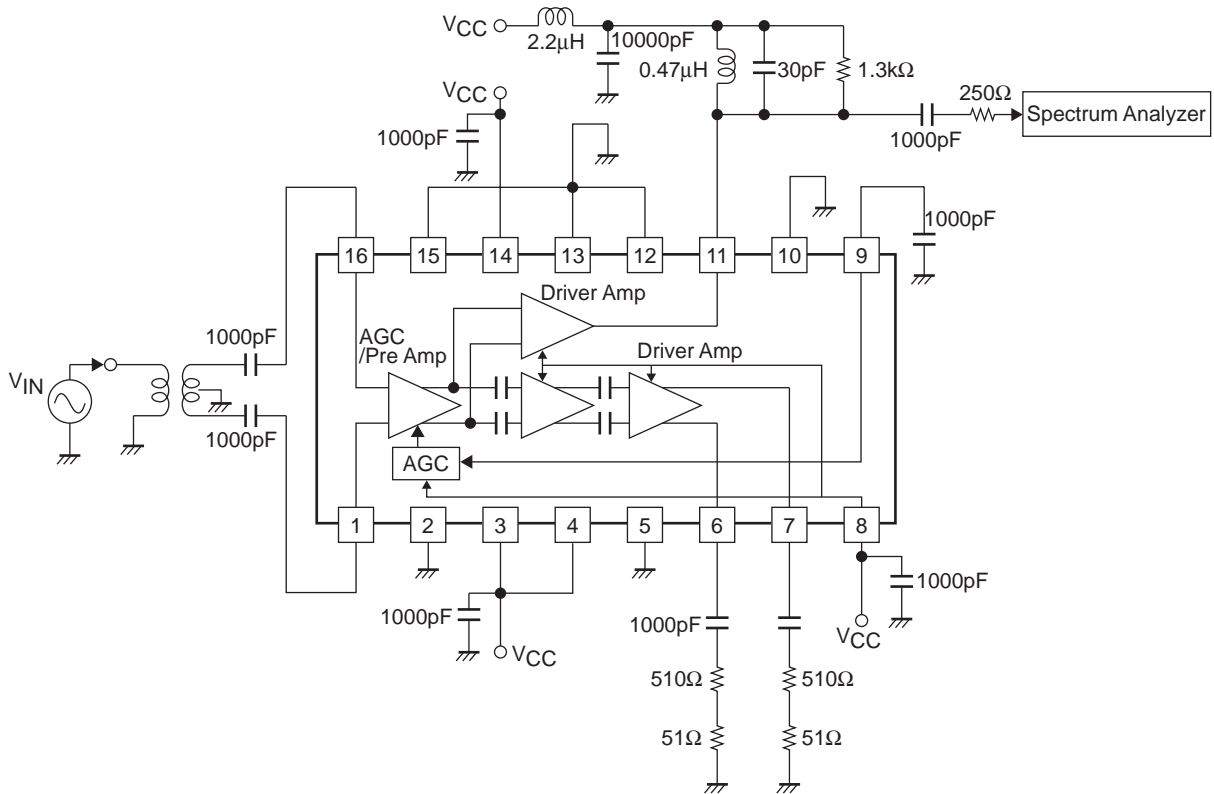 VCC
2.2μH
10000pF
0.47μH
30pF
1.3kΩ
VCC
1000pF
250Ω
1000pF
Spectrum Analyzer
1000pF
16
15
14
13
12
11
10
9
Driver Amp
AGC
/Pre Amp
Driver Amp
1000pF
VIN
1000pF
AGC
1
2
3
4
5
6
7
8
1000pF
VCC
1000pF
1000pF
VCC
510Ω
510Ω
51Ω
51Ω